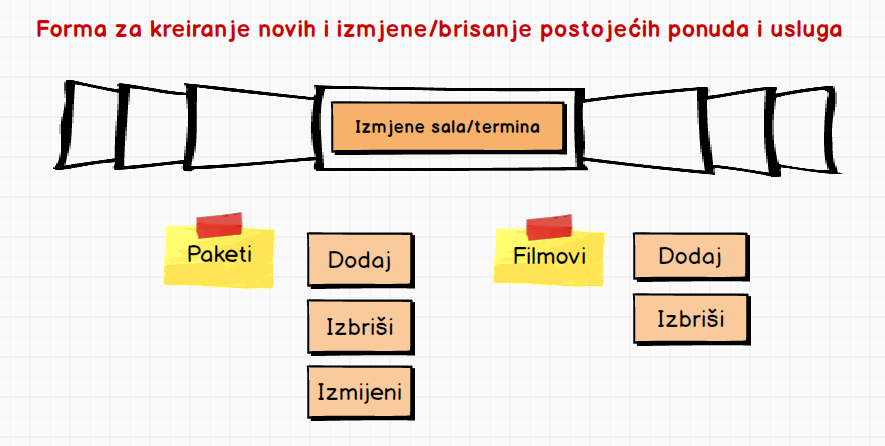 Forma za kreiranje novih i izmjene/brisanje postojećih ponuda i usluga
Izmjene sala/termina
Paketi
Dodaj
Izbriši
Izmijeni
Filmovi
Dodaj
Izbriši